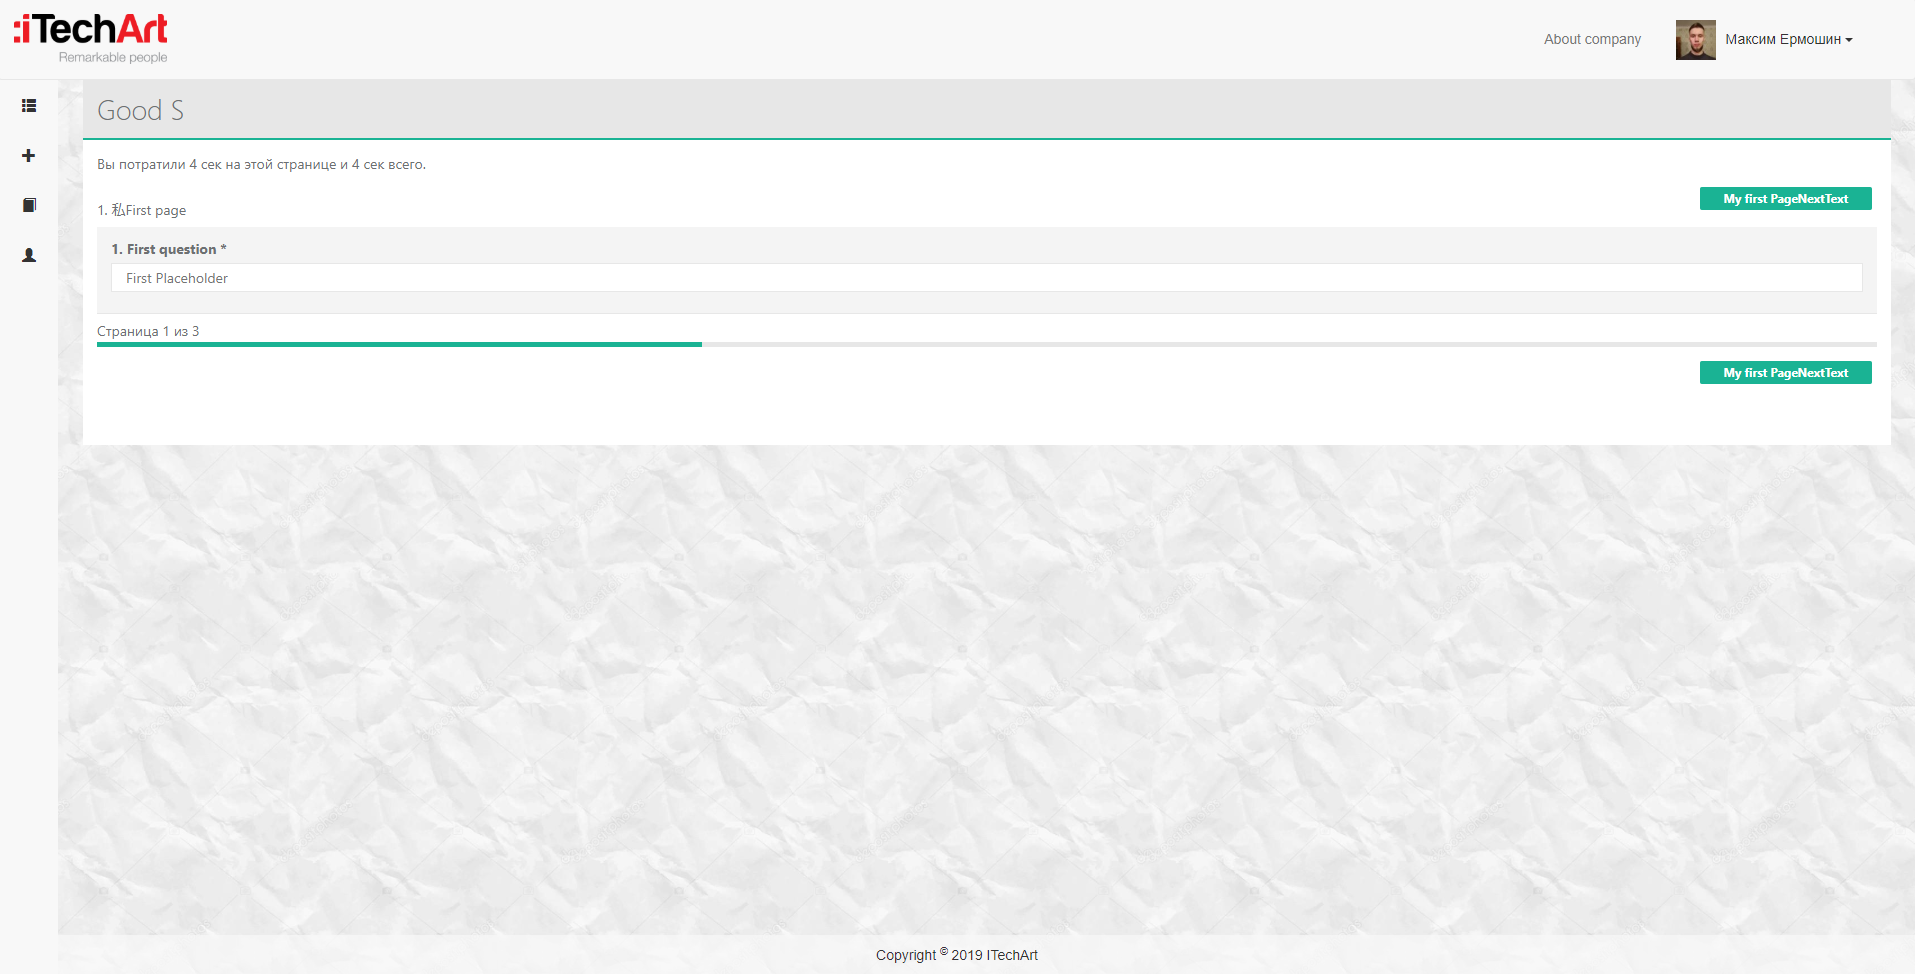 :iTechArt
Remarkable people
About company
Максим Ермошин
Good S
Вы потратили 4 сек на этой странице и 4 сек всего.
My first PageNextText
1. 私First page
1. First question *
First Placeholder
Страница 1 из 3
My first PageNextText
Copyright © 2019 ITechArt